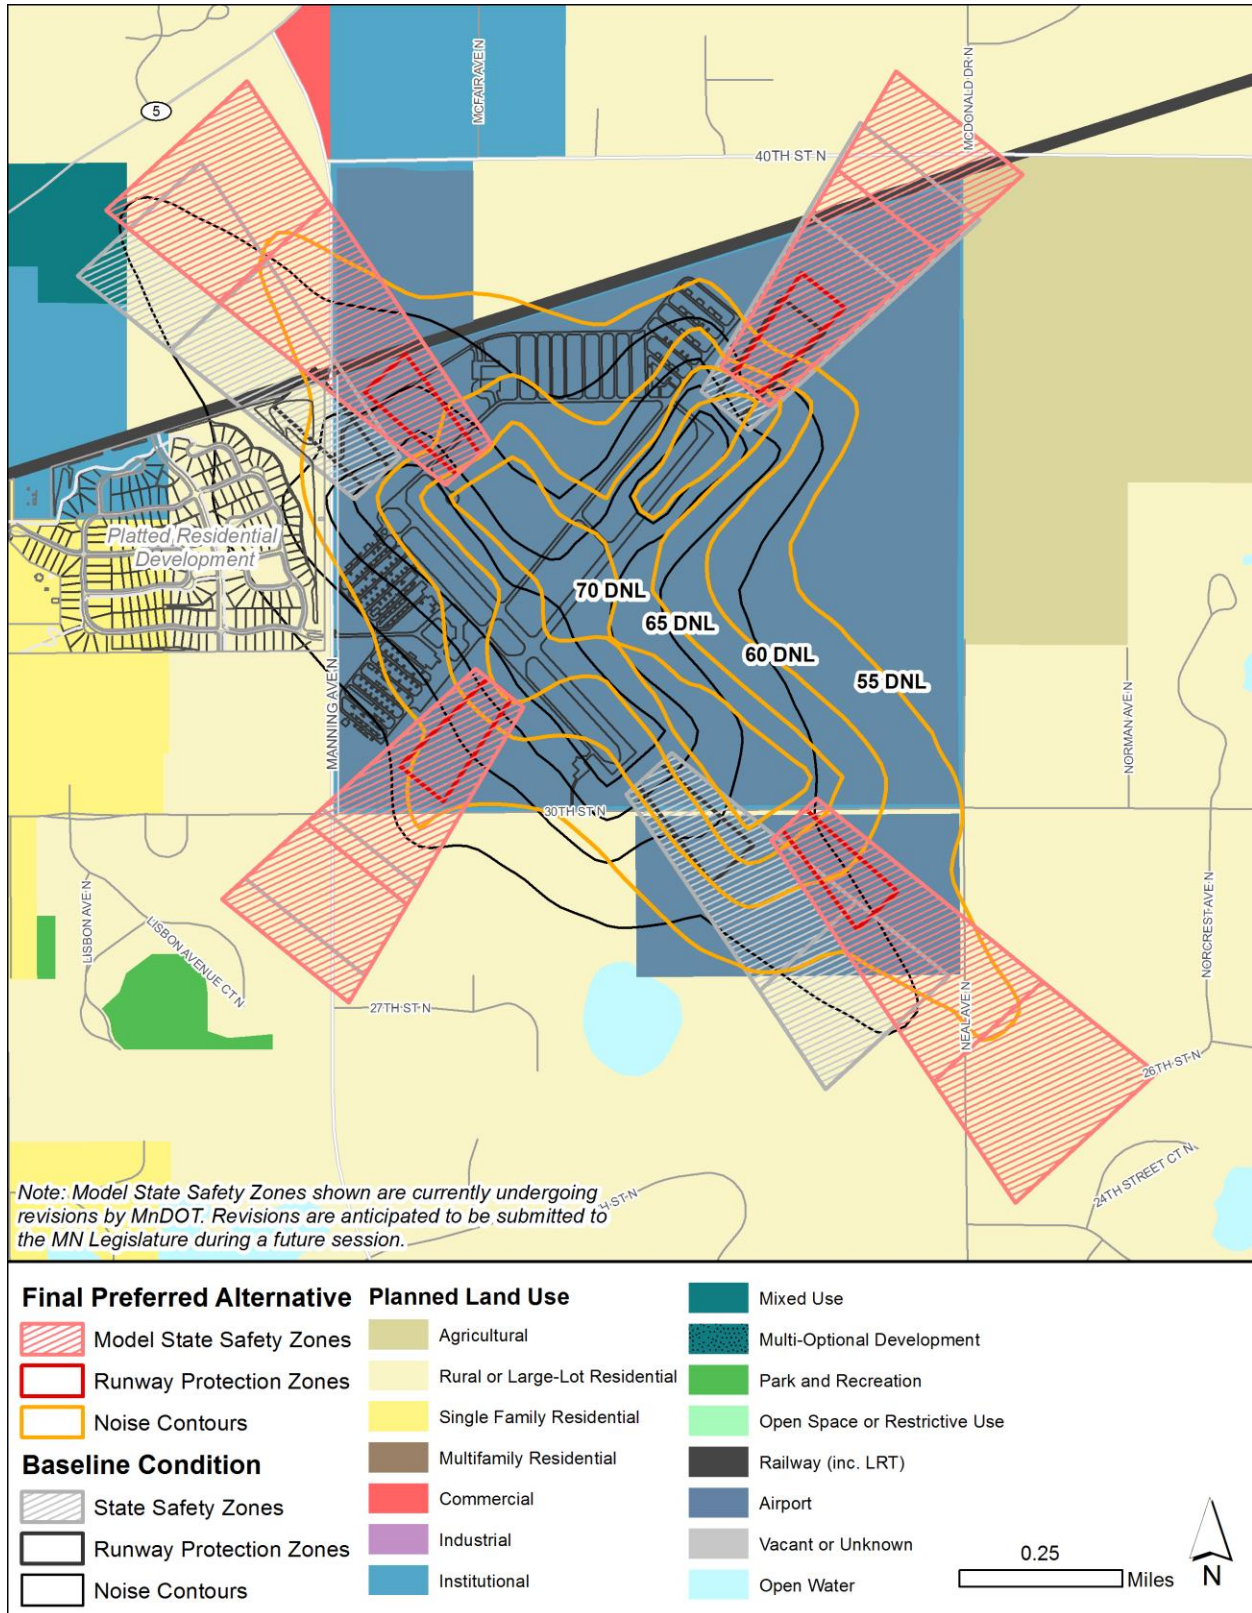 MCFAIR AVE N
MCDONALD DR N
5
40TH ST N
Platted Residential
Development
70 DNL
65 DNL
60 DNL
55 DNL
MANNING AVE N
NORMAN AVE N
30TH ST N
LISBON AVE N
LISBON AVENUE CT N
NORCREST AVE N
27TH ST N
NEAL AVE N
26TH ST N
24TH STREET CT N
TH ST N
Note: Model State Safety Zones shown are currently undergoing
revisions by MnDOT. Revisions are anticipated to be submitted to
the MN Legislature during a future session.
Final Preferred Alternative
Model State Safety Zones
Runway Protection Zones
Noise Contours
Baseline Condition
State Safety Zones
Runway Protection Zones
Noise Contours
Planned Land Use
Agricultural
Rural or Large-Lot Residential
Single Family Residential
Multifamily Residential
Commercial
Industrial
Institutional
Mixed Use
Multi-Optional Development
Park and Recreation
Open Space or Restrictive Use
Railway (inc. LRT)
Airport
Vacant or Unknown
Open Water
0.25
Miles
N